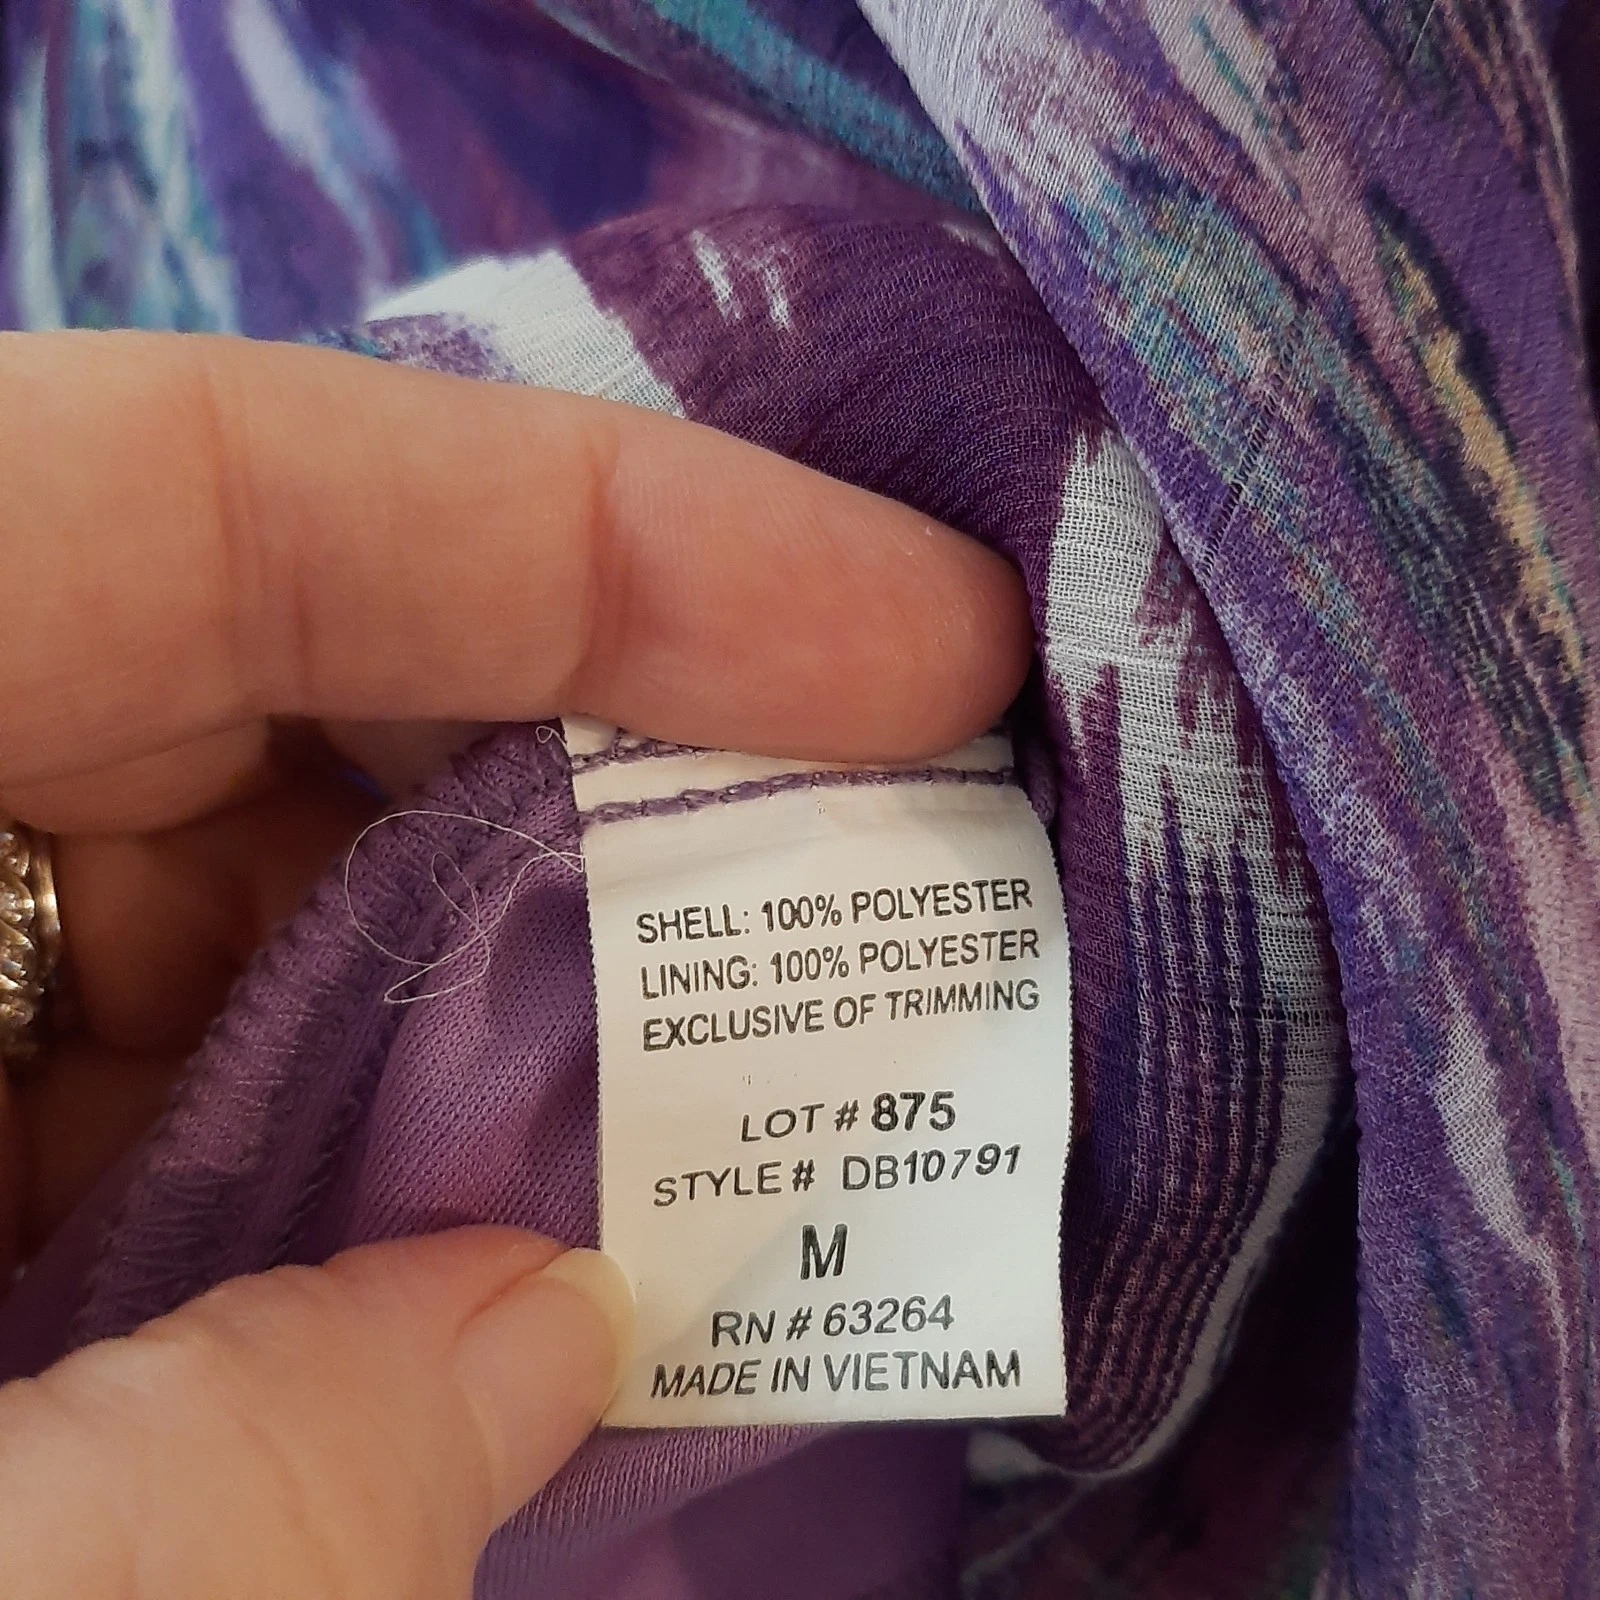 SHELL: 100% POLYESTER
LINING: 100% POLYESTER
EXCLUSIVE OF TRIMMING
LOT # 875
STYLE # DB10791
M
RN # 63264
MADE IN VIETNAM